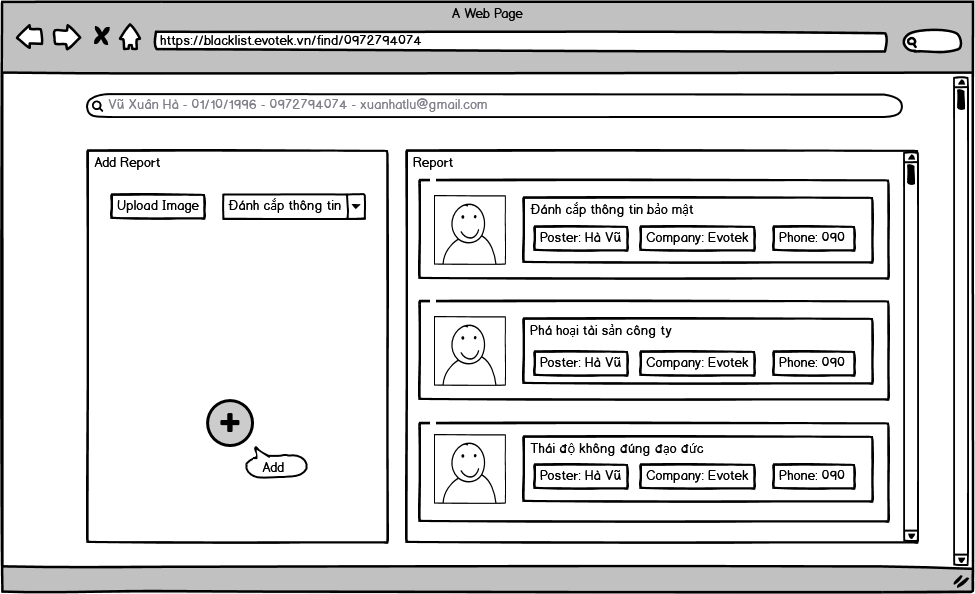 A Web Page
https://blacklist.evotek.vn/find/0972794074
Vũ Xuân Hà - 01/10/1996 - 0972794074 - xuanhatlu@gmail.com
Add Report
Upload Image
Đánh cắp thông tin
Add
Report
Đánh cắp thông tin bảo mật
Poster: Hà Vũ Company: Evotek Phone: 090
Phá hoại tài sản công ty
Poster: Hà Vũ Company: Evotek Phone: 090
Thái độ không đúng đạo đức
Poster: Hà Vũ Company: Evotek Phone: 090